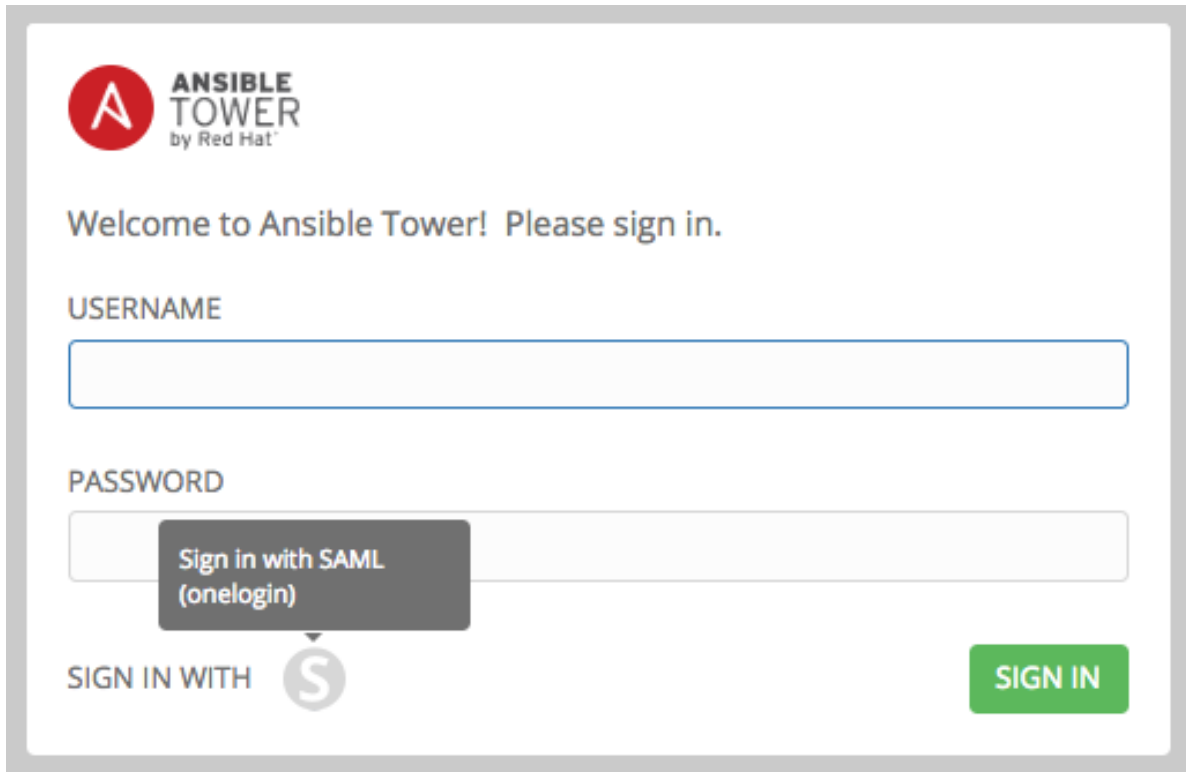 ANSIBLE
TOWER
by Red Hat
Welcome to Ansible Tower! Please sign in.
USERNAME
PASSWORD
Sign in with SAML
(onelogin)
SIGN IN WITH S
SIGN IN